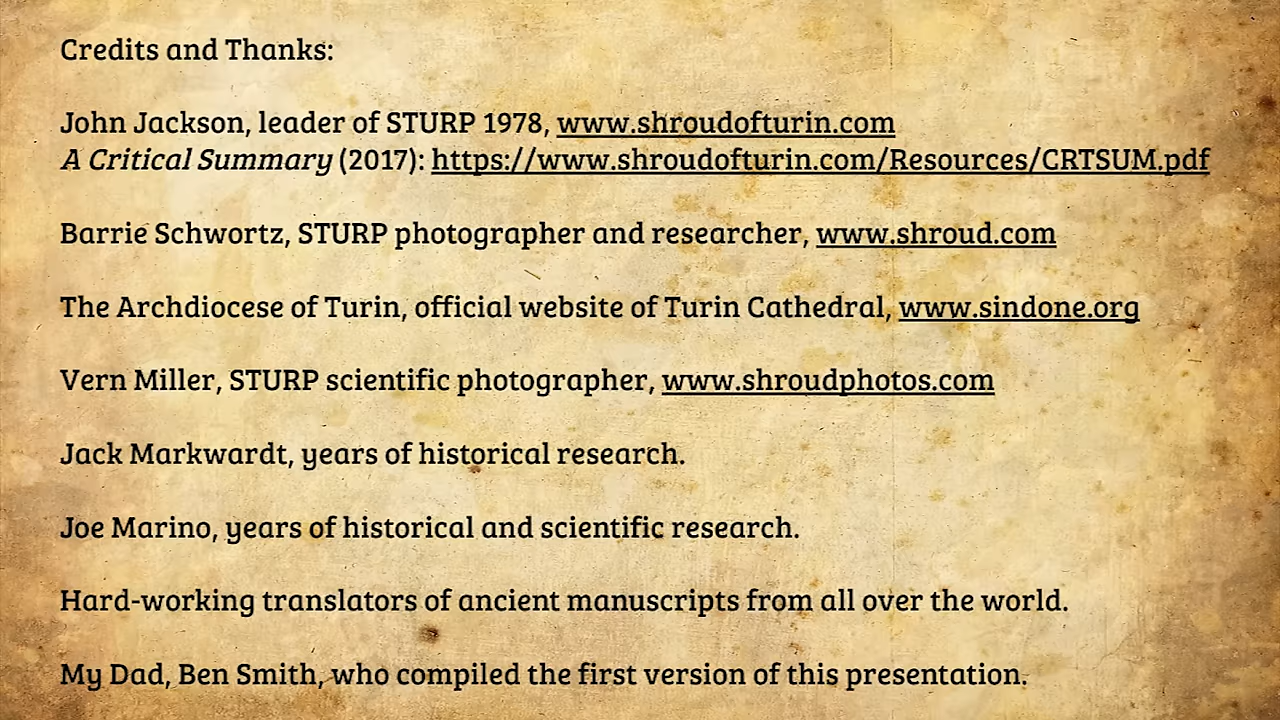 Credits and Thanks:
John Jackson, leader of STURP 1978, www.shroudofturin.com
A Critical Summary (2017): https://www.shroudofturin.com/Resources/CRTSUM.pdf
Barrie Schwortz, STURP photographer and researcher, www.shroud.com
The Archdiocese of Turin, official website of Turin Cathedral, www.sindone.org
Vern Miller, STURP scientific photographer, www.shroudphotos.com
Jack Markwardt, years of historical research.
Joe Marino, years of historical and scientific research.
Hard-working translators of ancient manuscripts from all over the world.
My Dad, Ben Smith, who compiled the first version of this presentation.